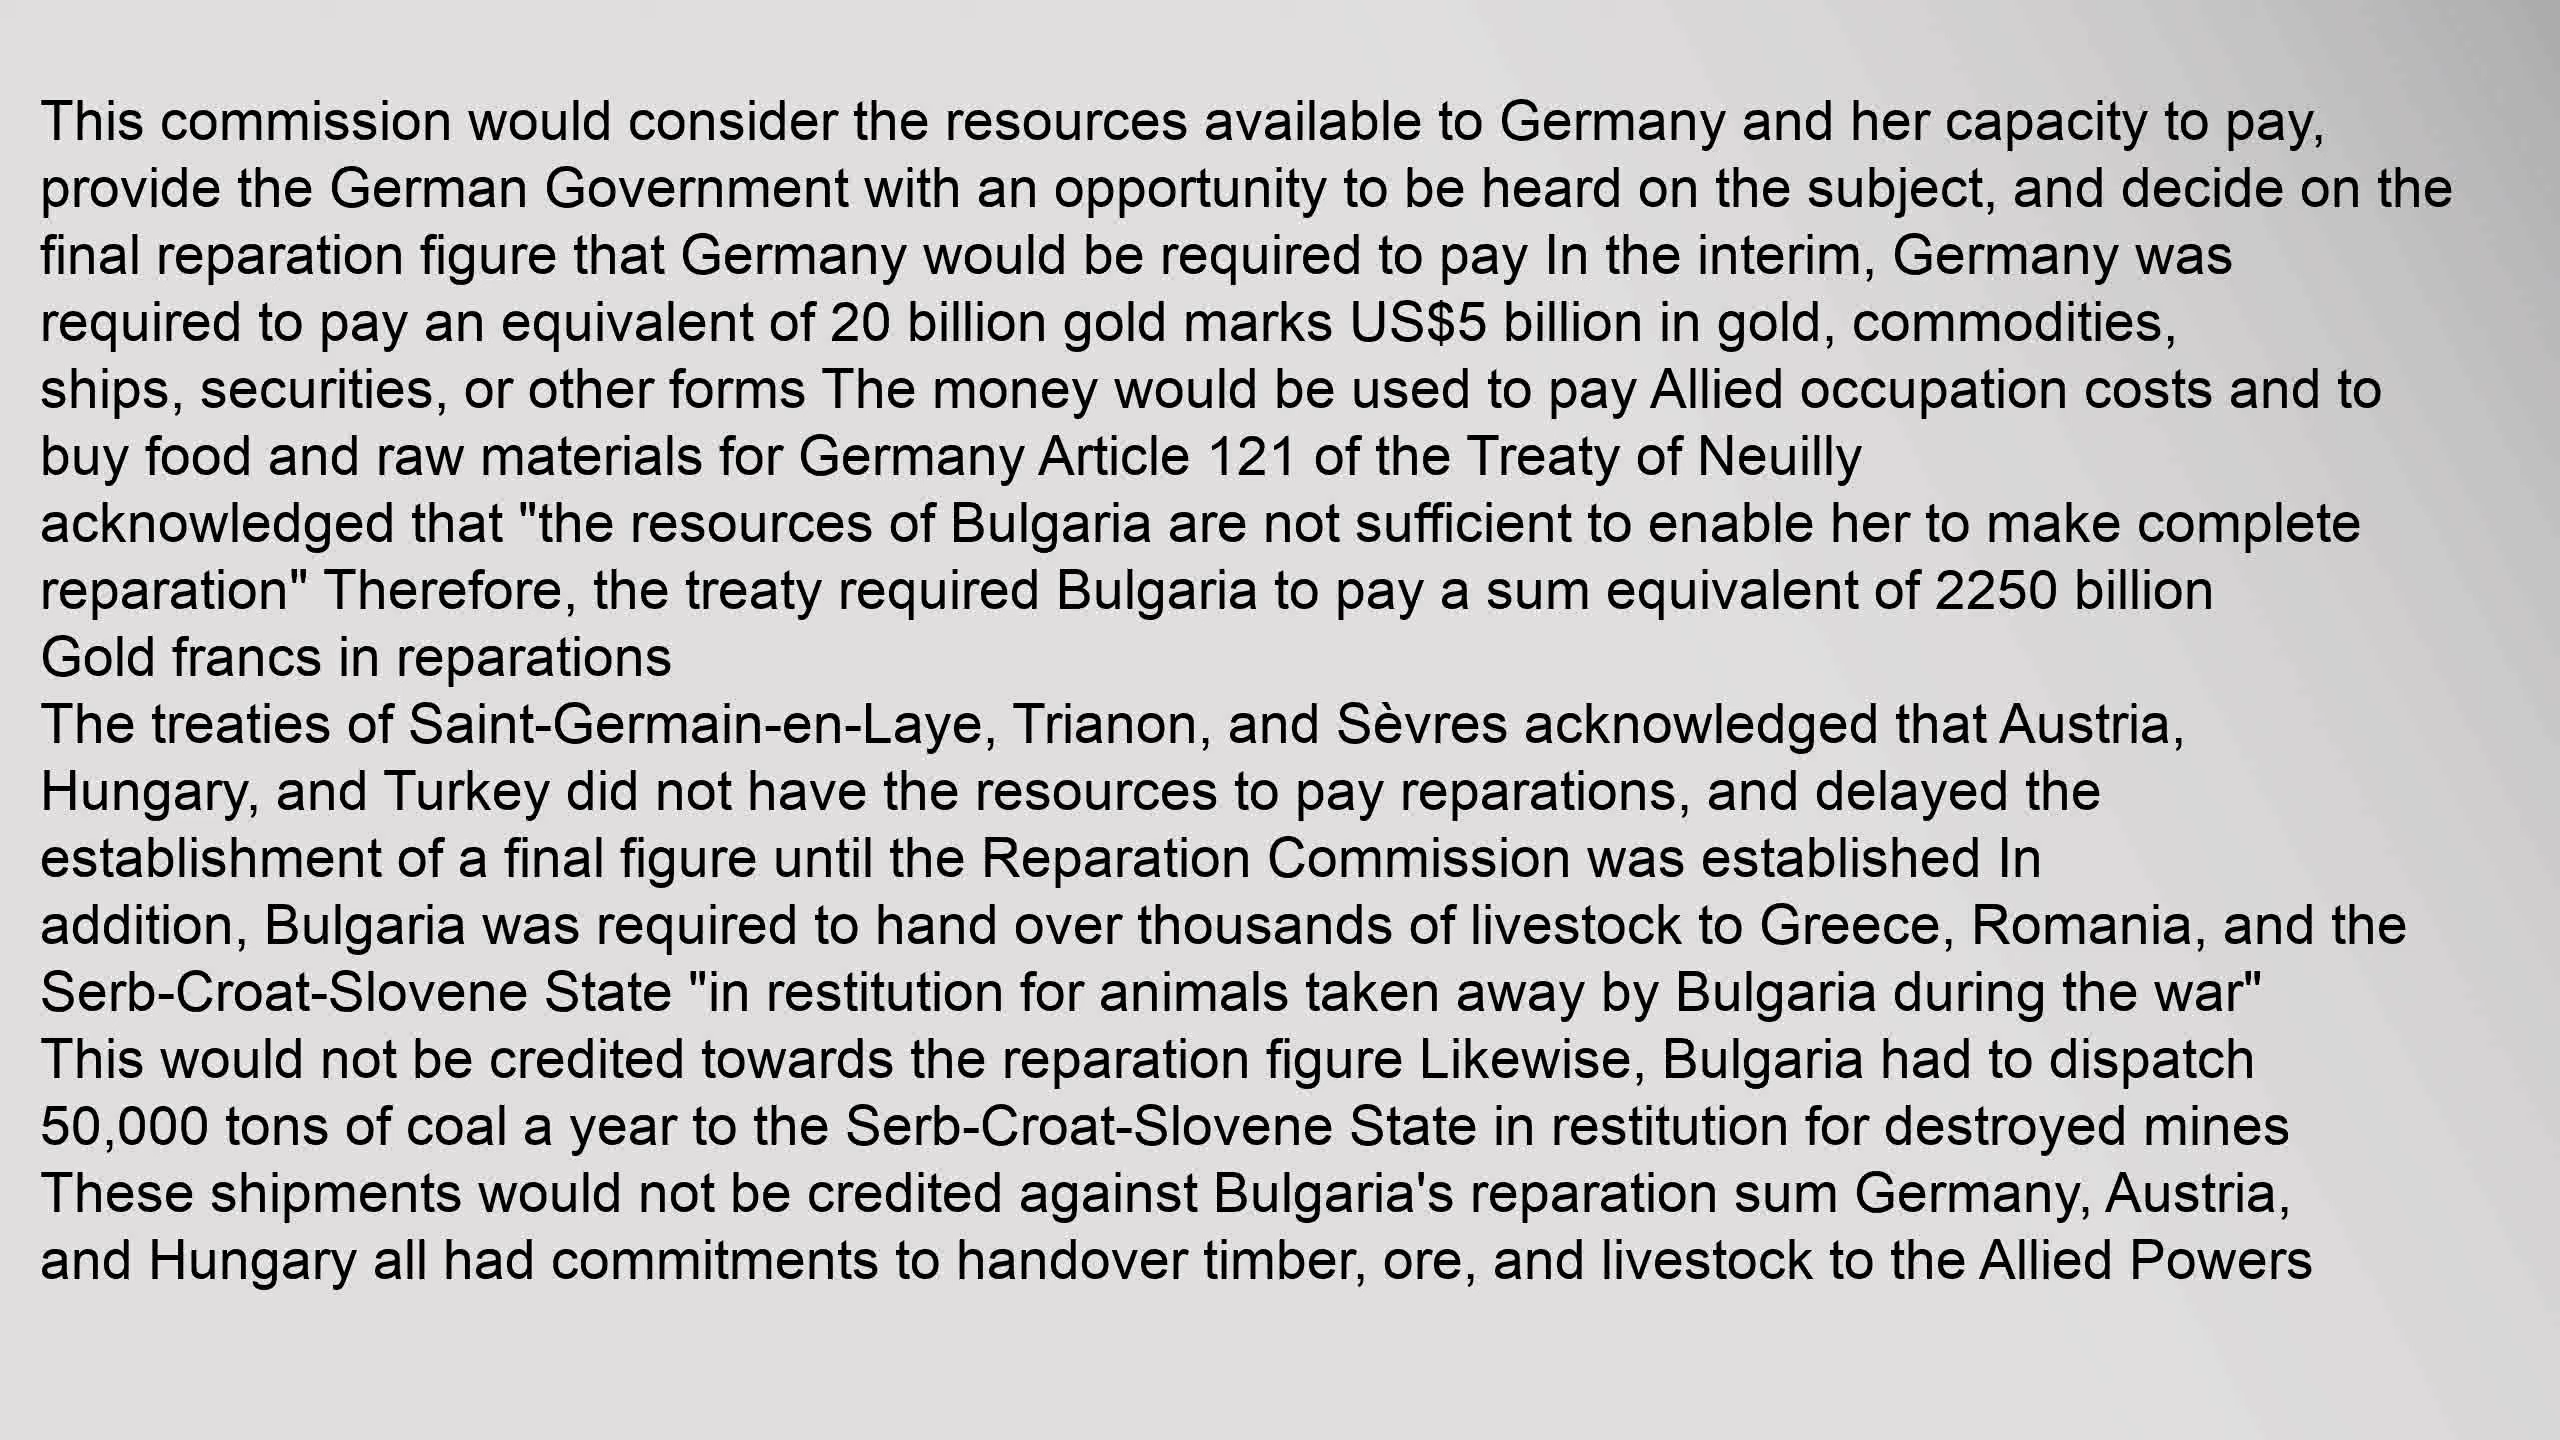 This commission would consider the resources available to Germany and her capacity to pay,
provide the German Government with an opportunity to be heard on the subject, and decide on the
final reparation figure that Germany would be required to pay In the interim, Germany was
required to pay an equivalent of 20 billion gold marks US$5 billion in gold, commodities,
ships, securities, or other forms The money would be used to pay Allied occupation costs and to
buy food and raw materials for Germany Article 121 of the Treaty of Neuilly
acknowledged that "the resources of Bulgaria are not sufficient to enable her to make complete
reparation" Therefore, the treaty required Bulgaria to pay a sum equivalent of 2250 billion
Gold francs in reparations
The treaties of Saint-Germain-en-Laye, Trianon, and Sèvres acknowledged that Austria,
Hungary, and Turkey did not have the resources to pay reparations, and delayed the
establishment of a final figure until the Reparation Commission was established In
addition, Bulgaria was required to hand over thousands of livestock to Greece, Romania, and the
Serb-Croat-Slovene State "in restitution for animals taken away by Bulgaria during the war"
This would not be credited towards the reparation figure Likewise, Bulgaria had to dispatch
50,000 tons of coal a year to the Serb-Croat-Slovene State in restitution for destroyed mines
These shipments would not be credited against Bulgaria's reparation sum Germany, Austria,
and Hungary all had commitments to handover timber, ore, and livestock to the Allied Powers